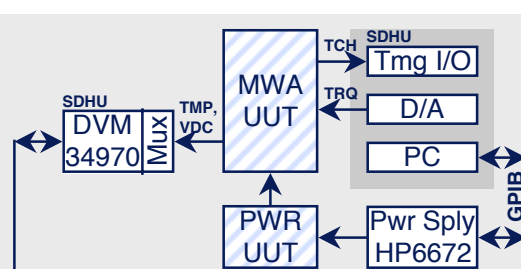 SDHU
TCH
Tmg I/O
MWA
UUT
TRQ
D/A
SDHU
DVM
34970
Mux
TMP,
VDC
PC
GPIB
PWR
UUT
Pwr Sply
HP6672